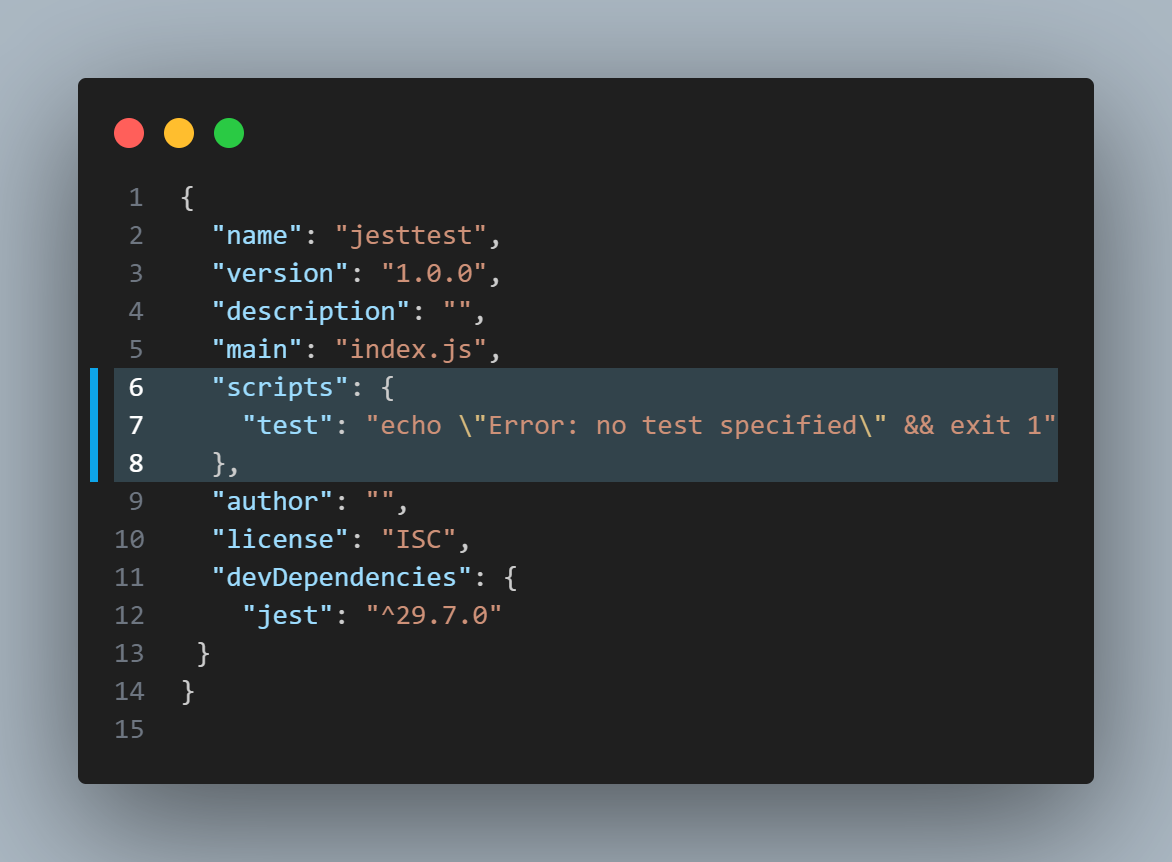 1 {
2   "name": "jesttest",
3   "version": "1.0.0",
4   "description": "",
5   "main": "index.js",
6   "scripts": {
7     "test": "echo \"Error: no test specified\" && exit 1"
8   },
9   "author": "",
10   "license": "ISC",
11   "devDependencies": {
12     "jest": "^29.7.0"
13  }
14 }
15